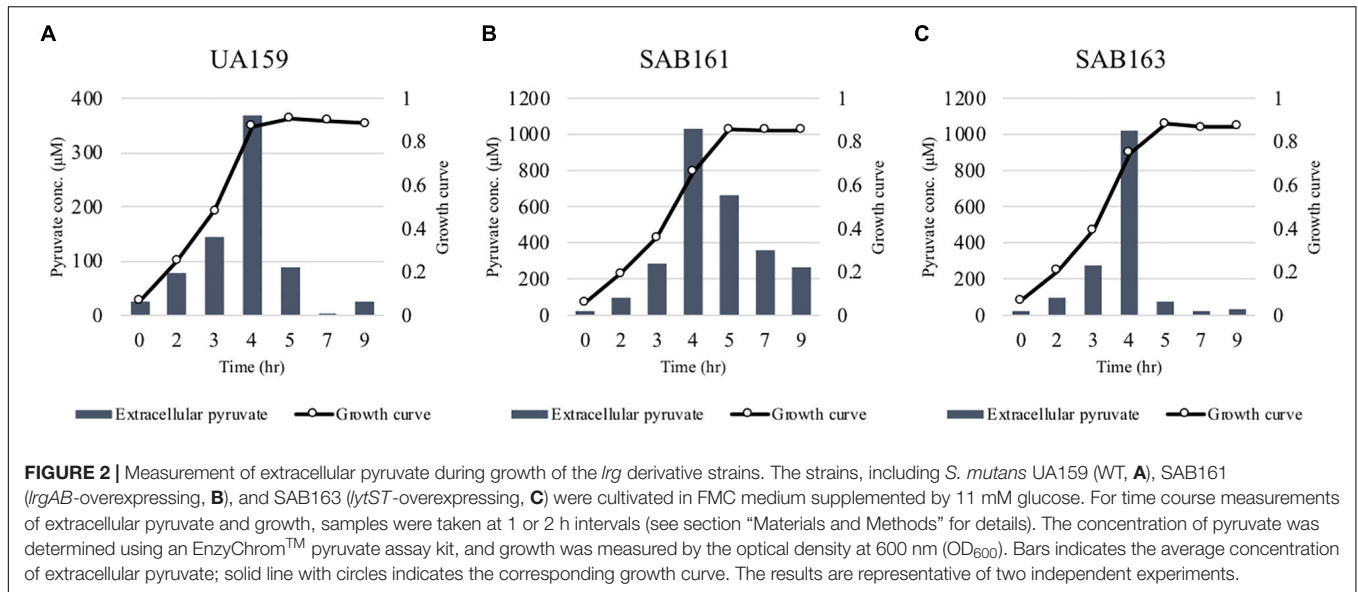 A
UA159
400
300
200
100
0
Pyruvate conc. (µM)
1
0.8
0.6
0.4
0.2
0
Growth curve
0 2 3 4 5 7 9
Time (hr)
Extracellular pyruvate Growth curve
B
SAB161
1200
1000
800
600
400
200
0
Pyruvate conc. (µM)
1
0.8
0.6
0.4
0.2
0
Growth curve
0 2 3 4 5 7 9
Time (hr)
Extracellular pyruvate Growth curve
C
SAB163
1200
1000
800
600
400
200
0
Pyruvate conc. (µM)
1
0.8
0.6
0.4
0.2
0
Growth curve
0 2 3 4 5 7 9
Time (hr)
Extracellular pyruvate Growth curve
FIGURE 2 | Measurement of extracellular pyruvate during growth of the lrg derivative strains. The strains, including S. mutans UA159 (WT, A), SAB161
(lrgAB-overexpressing, B), and SAB163 (lytST-overexpressing, C) were cultivated in FMC medium supplemented by 11 mM glucose. For time course measurements
of extracellular pyruvate and growth, samples were taken at 1 or 2 h intervals (see section “Materials and Methods” for details). The concentration of pyruvate was
determined using an EnzyChrom™ pyruvate assay kit, and growth was measured by the optical density at 600 nm (OD600). Bars indicates the average concentration
of extracellular pyruvate; solid line with circles indicates the corresponding growth curve. The results are representative of two independent experiments.